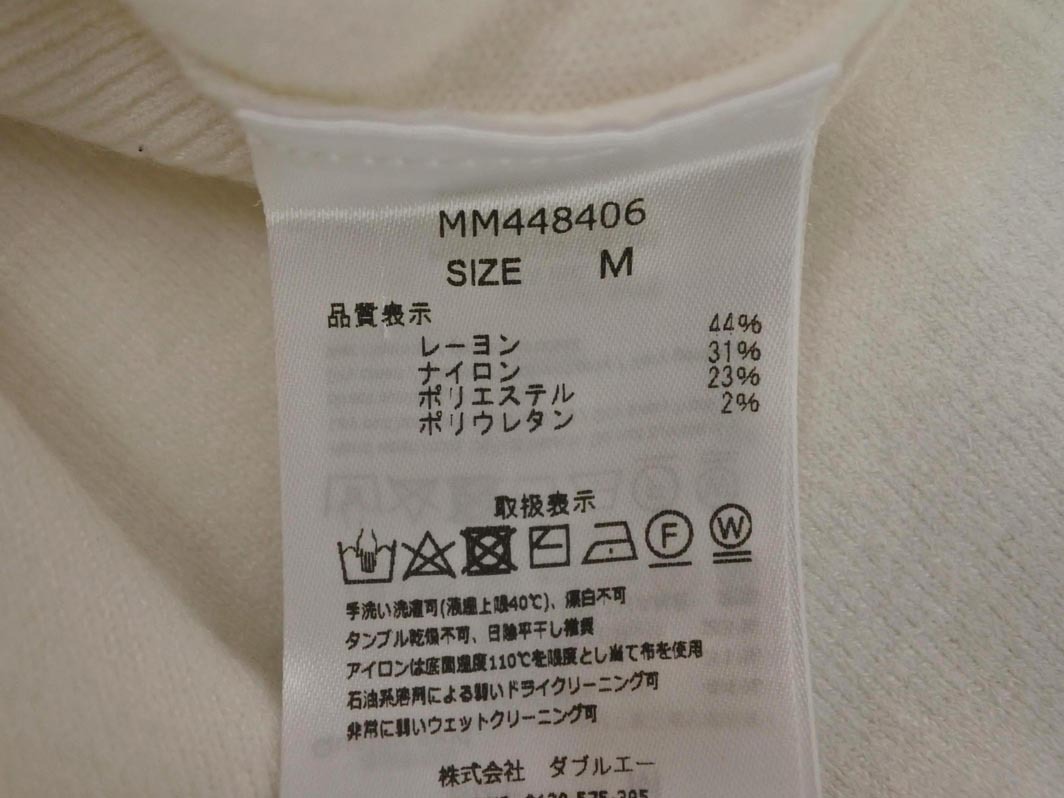 MM448406
SIZE M
品質表示
レーヨン 44%
ナイロン 31%
ポリエステル 23%
ポリウレタン 2%
取扱表示
F W
手洗い洗濯可(液温上限40℃)、漂白不可
タンブル乾燥不可、日陰平干し推奨
アイロンは底面温度110℃を限度とし当て布を使用
石油系溶剤による弱いドライクリーニング可
非常に弱いウェットクリーニング可
株式会社 ダブルエー